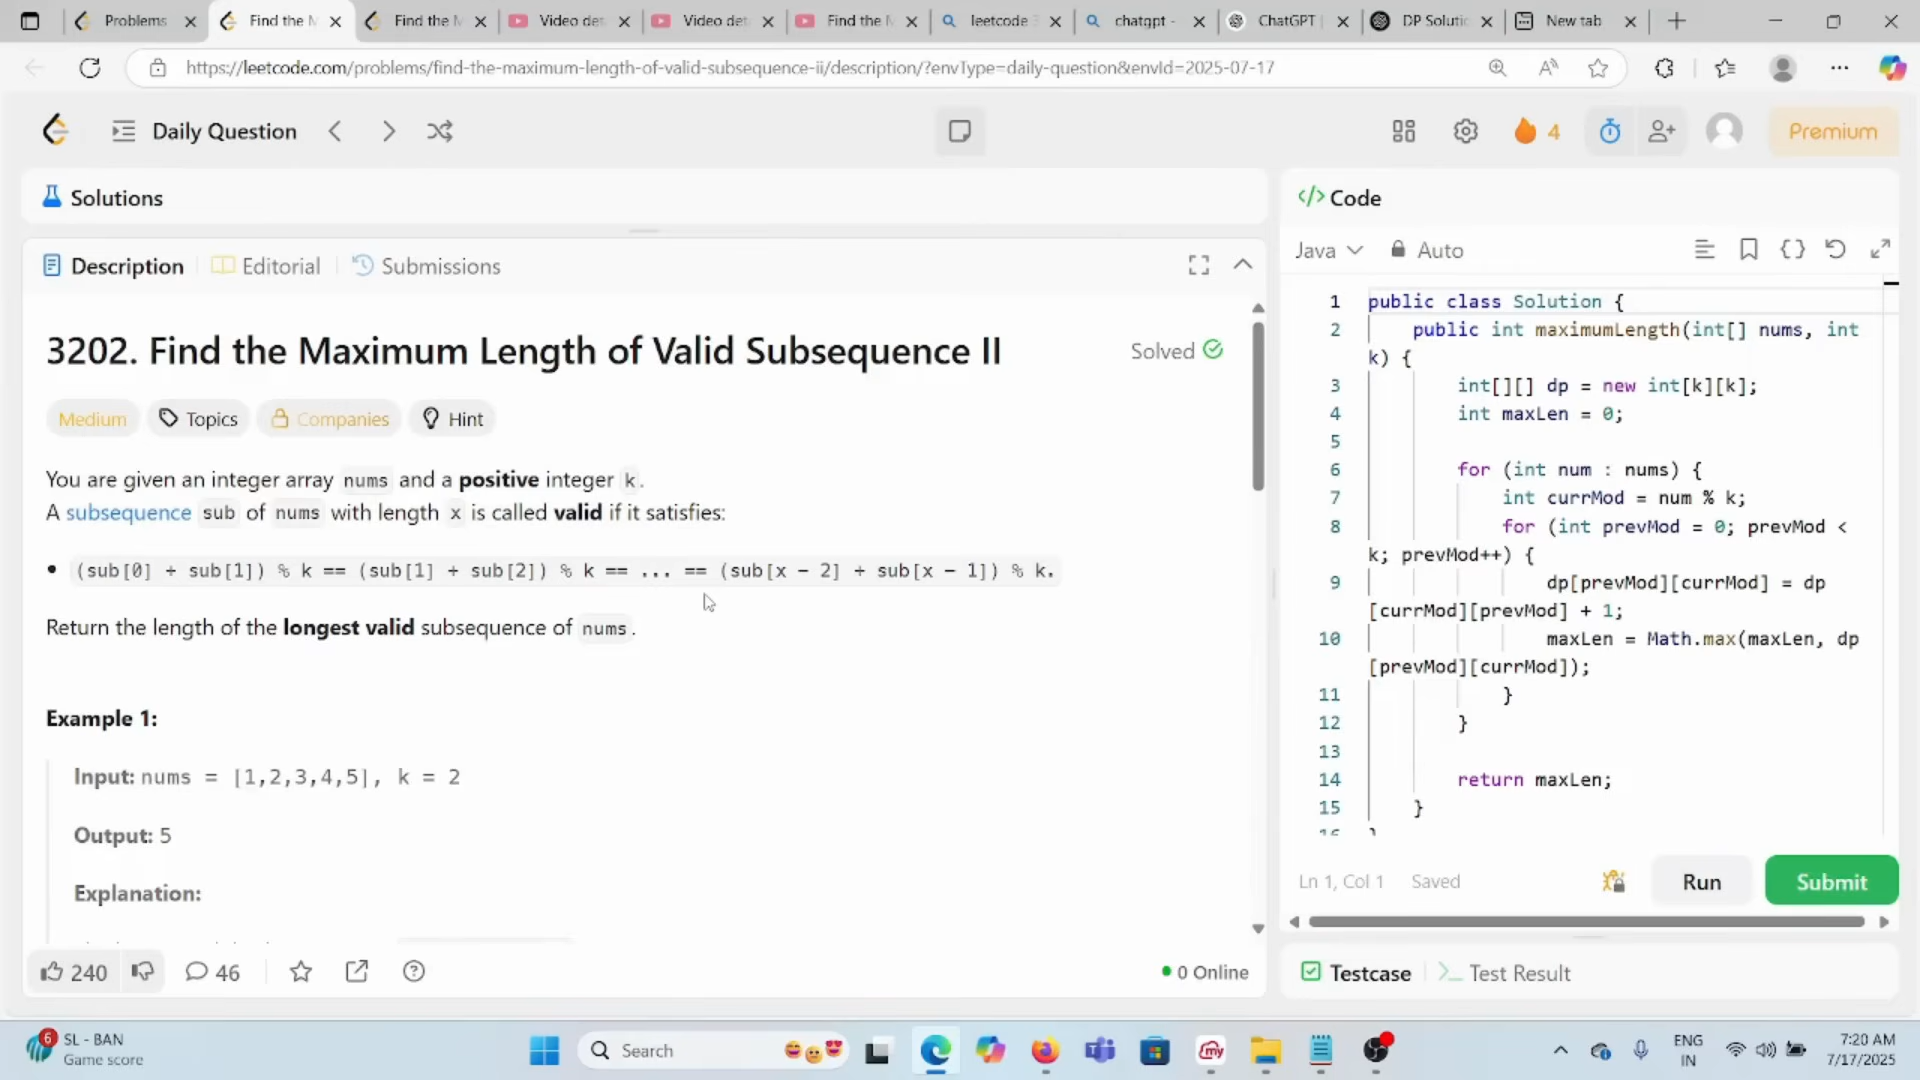 Problems
Find the M
Find the M
Video det
Video det
Find the M
leetcode 3
chatgpt -
ChatGPT
DP Soluti
New tab
https://leetcode.com/problems/find-the-maximum-length-of-valid-subsequence-ii/description/?envType=daily-question&envId=2025-07-17
Daily Question
4
Premium
Solutions
Description
Editorial
Submissions
3202. Find the Maximum Length of Valid Subsequence II
Solved
Medium
Topics
Companies
Hint
You are given an integer array nums and a positive integer k.
A subsequence sub of nums with length x is called valid if it satisfies:
• (sub[0] + sub[1]) % k == (sub[1] + sub[2]) % k == ... == (sub[x - 2] + sub[x - 1]) % k.
Return the length of the longest valid subsequence of nums.
Example 1:
Input: nums = [1,2,3,4,5], k = 2
Output: 5
Explanation:
240
46
0 Online
</> Code
Java
Auto
1 public class Solution {
2 public int maximumLength(int[] nums, int
k) {
3 int[][] dp = new int[k][k];
4 int maxLen = 0;
5
6 for (int num : nums) {
7 int currMod = num % k;
8 for (int prevMod = 0; prevMod <
k; prevMod++) {
9 dp[prevMod][currMod] = dp
[currMod][prevMod] + 1;
10 maxLen = Math.max(maxLen, dp
[prevMod][currMod]);
11 }
12 }
13
14 return maxLen;
15 }
16 }
Ln 1, Col 1
Saved
Run
Submit
Testcase
Test Result
6
SL - BAN
Game score
Search
my
ENG
IN
7:20 AM
7/17/2025